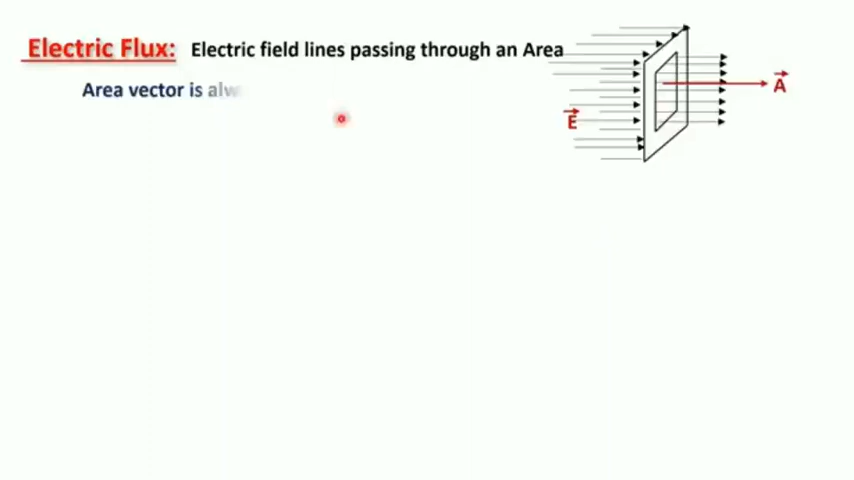 Electric Flux: Electric field lines passing through an Area
Area vector is alw
A
E